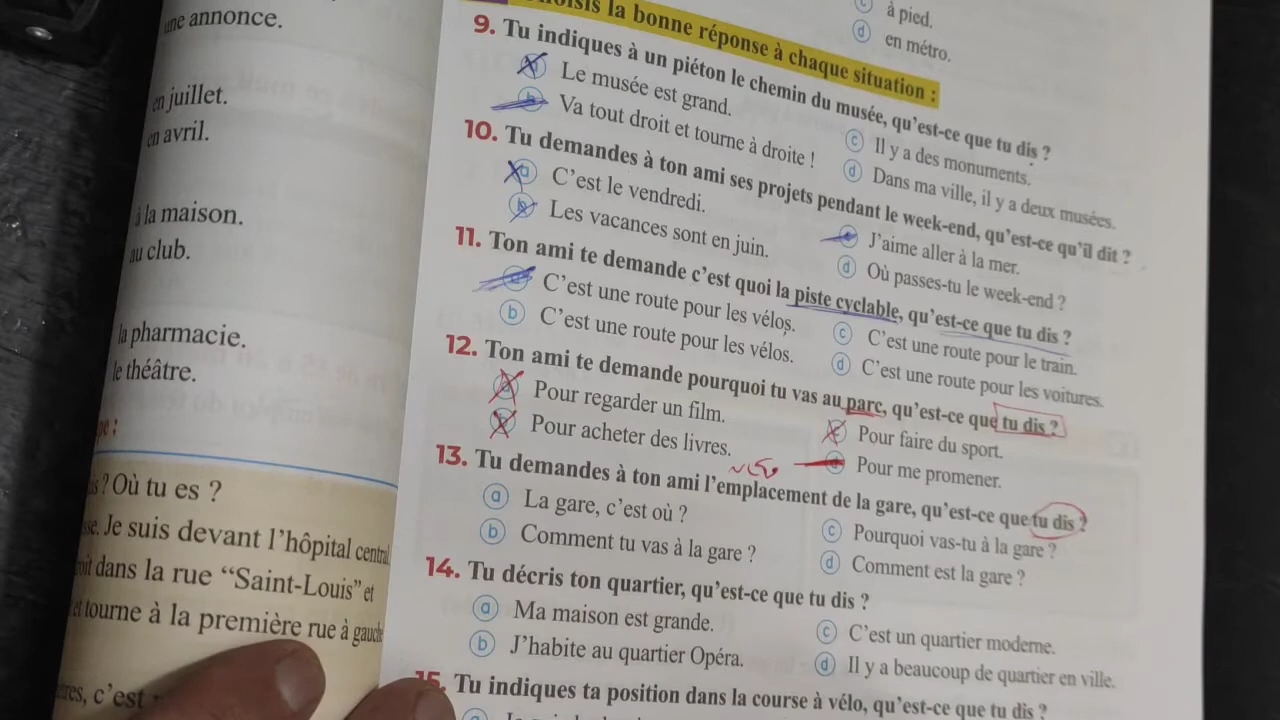 une annonce.
en juillet.
en avril.
à la maison.
au club.
la pharmacie.
le théâtre.
? Où tu es ?
Je suis devant l'hôpital central
dans la rue “Saint-Louis” et
et tourne à la première rue à gauche
c'est
c à pied.
d en métro.
la bonne réponse à chaque situation :
9. Tu indiques à un piéton le chemin du musée, qu'est-ce que tu dis ?
a Le musée est grand.
b Va tout droit et tourne à droite !
c Il y a des monuments.
d Dans ma ville, il y a deux musées.
10. Tu demandes à ton ami ses projets pendant le week-end, qu'est-ce qu'il dit ?
a C'est le vendredi.
b Les vacances sont en juin.
c J'aime aller à la mer.
d Où passes-tu le week-end ?
11. Ton ami te demande c'est quoi la piste cyclable, qu'est-ce que tu dis ?
a C'est une route pour les vélos.
b C'est une route pour les vélos.
c C'est une route pour le train.
d C'est une route pour les voitures.
12. Ton ami te demande pourquoi tu vas au parc, qu'est-ce que tu dis ?
a Pour regarder un film.
b Pour acheter des livres.
c Pour faire du sport.
d Pour me promener.
13. Tu demandes à ton ami l'emplacement de la gare, qu'est-ce que tu dis ?
a La gare, c'est où ?
b Comment tu vas à la gare ?
c Pourquoi vas-tu à la gare ?
d Comment est la gare ?
14. Tu décris ton quartier, qu'est-ce que tu dis ?
a Ma maison est grande.
b J'habite au quartier Opéra.
c C'est un quartier moderne.
d Il y a beaucoup de quartier en ville.
15. Tu indiques ta position dans la course à vélo, qu'est-ce que tu dis ?